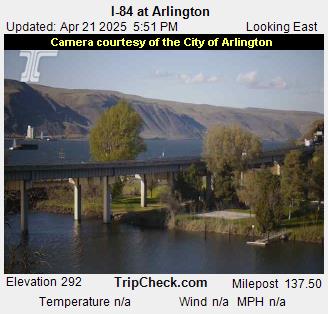 I-84 at Arlington
Updated: Apr 21 2025 5:51 PM Looking East
Camera courtesy of the City of Arlington
Elevation 292 TripCheck.com Milepost 137.50
Temperature n/a Wind n/a MPH n/a